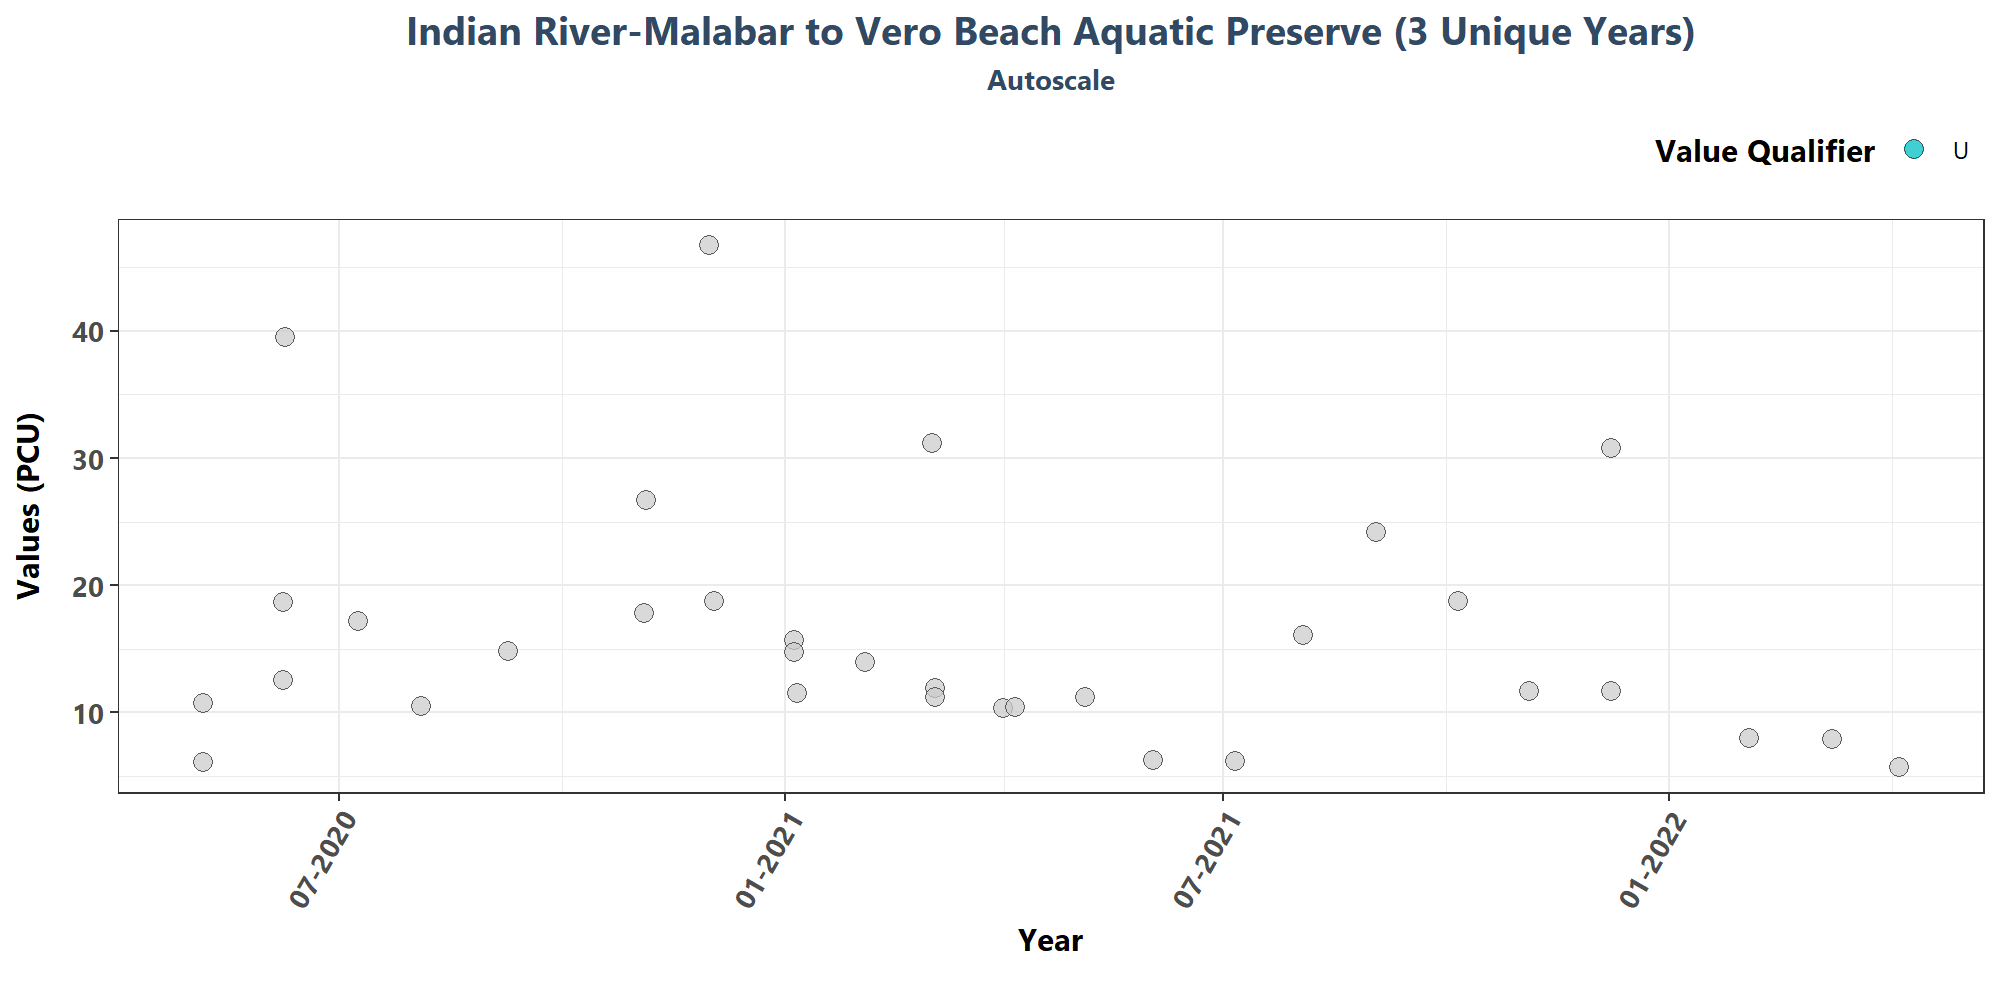 Indian River-Malabar to Vero Beach Aquatic Preserve (3 Unique Years)
Autoscale
Value Qualifier U
Values (PCU)
40
30
20
10
07-2020
01-2021
07-2021
01-2022
Year